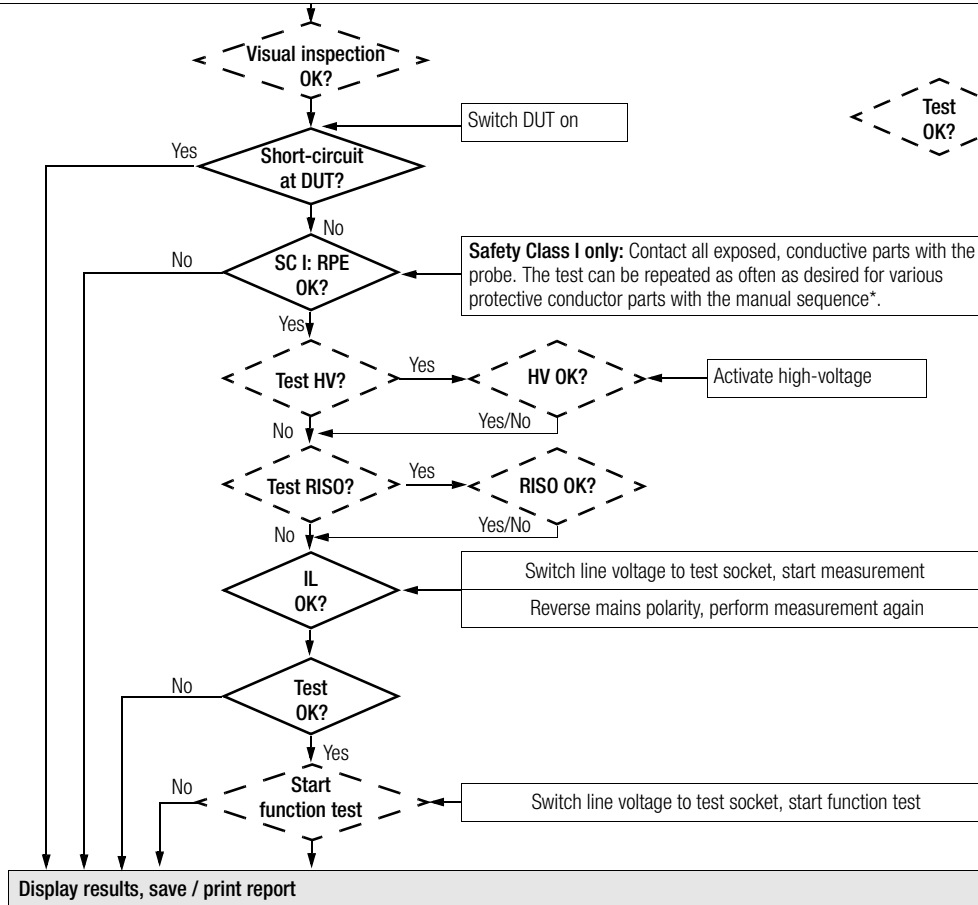 Visual inspection
OK?
Switch DUT on
Test
OK?
Yes
Short-circuit
at DUT?
No
No
SC I: RPE
OK?
Safety Class I only: Contact all exposed, conductive parts with the
probe. The test can be repeated as often as desired for various
protective conductor parts with the manual sequence*.
Yes
Test HV?
Yes
HV OK?
Activate high-voltage
Yes/No
No
Test RISO?
Yes
RISO OK?
Yes/No
No
IL
OK?
Switch line voltage to test socket, start measurement
Reverse mains polarity, perform measurement again
No
Test
OK?
Yes
No
Start
function test
Switch line voltage to test socket, start function test
Display results, save / print report